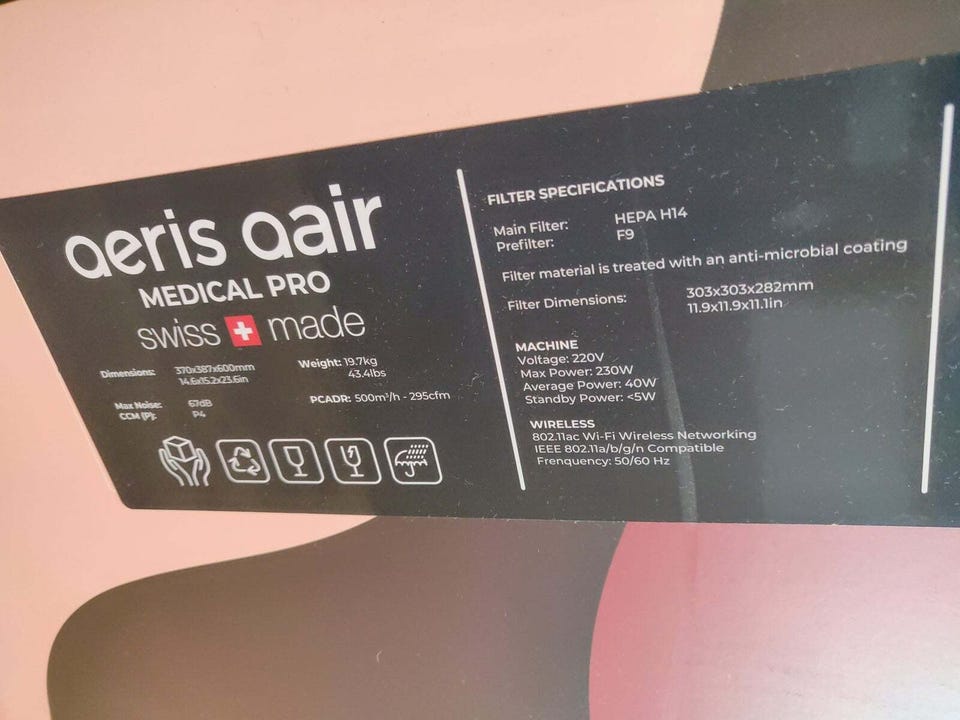 aeris aair
MEDICAL PRO
swiss made
Dimensions: 370x387x600mm
14.6x15.2x23.6in
Weight: 19.7kg
43.4lbs
Max Noise: 67dB
CCM (P): P4
PCADR: 500m³/h - 295cfm
FILTER SPECIFICATIONS
Main Filter: HEPA H14
Prefilter: F9
Filter material is treated with an anti-microbial coating
Filter Dimensions: 303x303x282mm
11.9x11.9x11.1in
MACHINE
Voltage: 220V
Max Power: 230W
Average Power: 40W
Standby Power: <5W
WIRELESS
802.11ac Wi-Fi Wireless Networking
IEEE 802.11a/b/g/n Compatible
Frenquency: 50/60 Hz